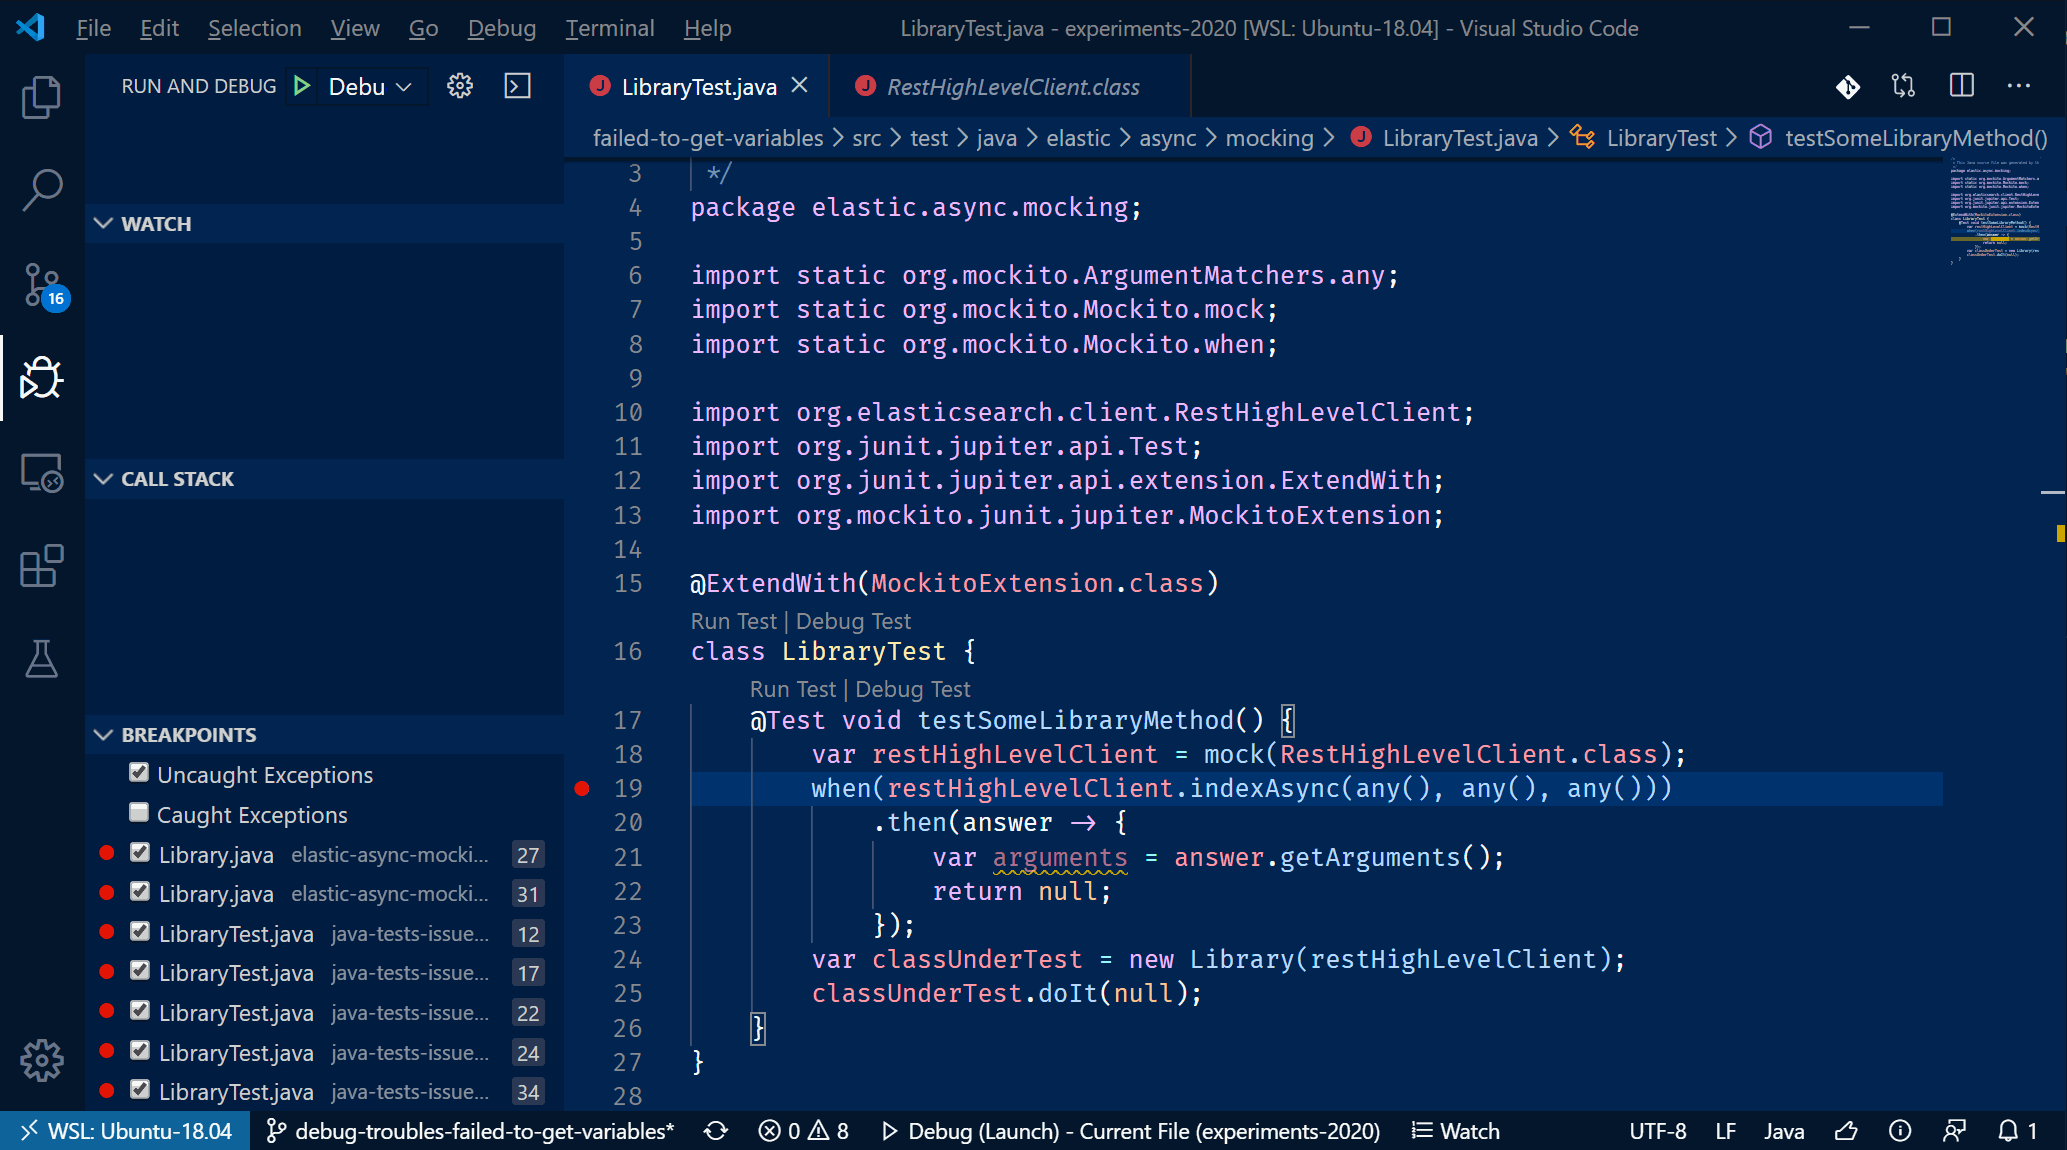 File Edit Selection View Go Debug Terminal Help LibraryTest.java - experiments-2020 [WSL: Ubuntu-18.04] - Visual Studio Code
RUN AND DEBUG Debu
LibraryTest.java RestHighLevelClient.class
failed-to-get-variables > src > test > java > elastic > async > mocking > LibraryTest.java > LibraryTest > testSomeLibraryMethod()
WATCH
16
CALL STACK
BREAKPOINTS
Uncaught Exceptions
Caught Exceptions
Library.java elastic-async-mocki... 27
Library.java elastic-async-mocki... 31
LibraryTest.java java-tests-issue... 12
LibraryTest.java java-tests-issue... 17
LibraryTest.java java-tests-issue... 22
LibraryTest.java java-tests-issue... 24
LibraryTest.java java-tests-issue... 34
3 */
4 package elastic.async.mocking;
5
6 import static org.mockito.ArgumentMatchers.any;
7 import static org.mockito.Mockito.mock;
8 import static org.mockito.Mockito.when;
9
10 import org.elasticsearch.client.RestHighLevelClient;
11 import org.junit.jupiter.api.Test;
12 import org.junit.jupiter.api.extension.ExtendWith;
13 import org.mockito.junit.jupiter.MockitoExtension;
14
15 @ExtendWith(MockitoExtension.class)
Run Test | Debug Test
16 class LibraryTest {
Run Test | Debug Test
17 @Test void testSomeLibraryMethod() {
18 var restHighLevelClient = mock(RestHighLevelClient.class);
19 when(restHighLevelClient.indexAsync(any(), any(), any()))
20 .then(answer -> {
21 var arguments = answer.getArguments();
22 return null;
23 });
24 var classUnderTest = new Library(restHighLevelClient);
25 classUnderTest.doIt(null);
26 }
27 }
28
WSL: Ubuntu-18.04 debug-troubles-failed-to-get-variables* 0 8 Debug (Launch) - Current File (experiments-2020) Watch UTF-8 LF Java 1